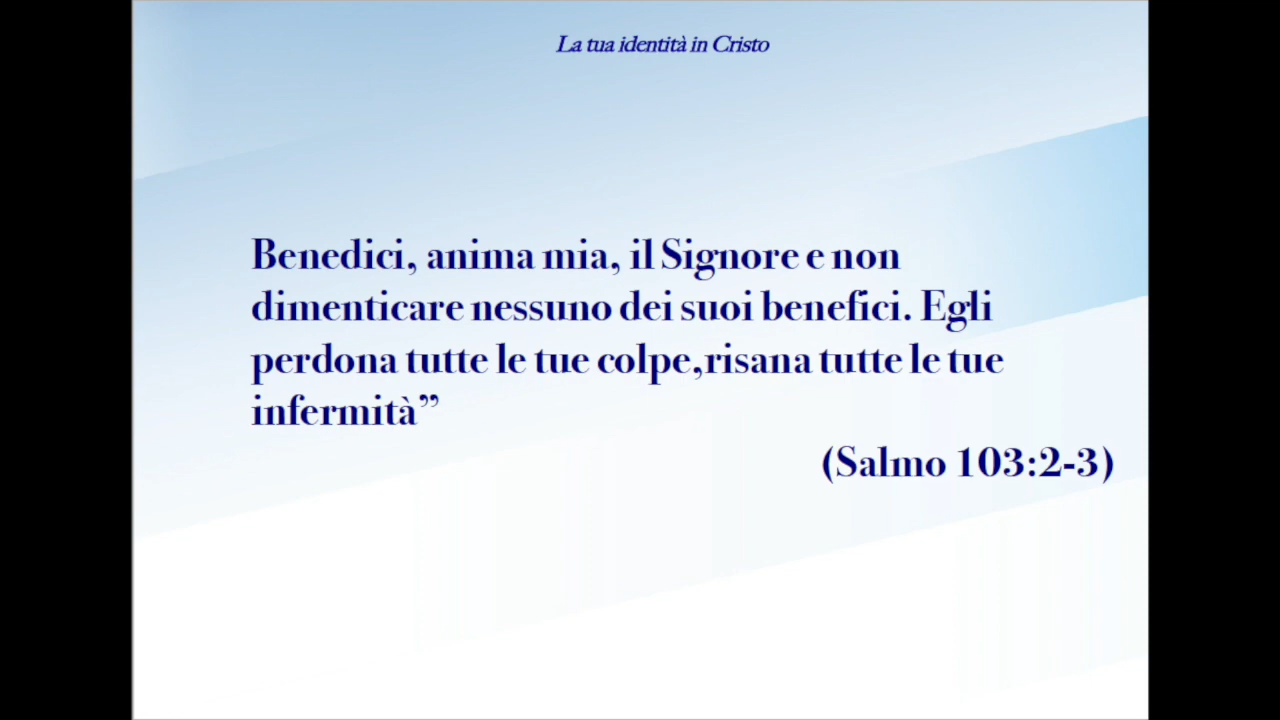 La tua identità in Cristo
Benedici, anima mia, il Signore e non
dimenticare nessuno dei suoi benefici. Egli
perdona tutte le tue colpe,risana tutte le tue
infermità”
(Salmo 103:2-3)